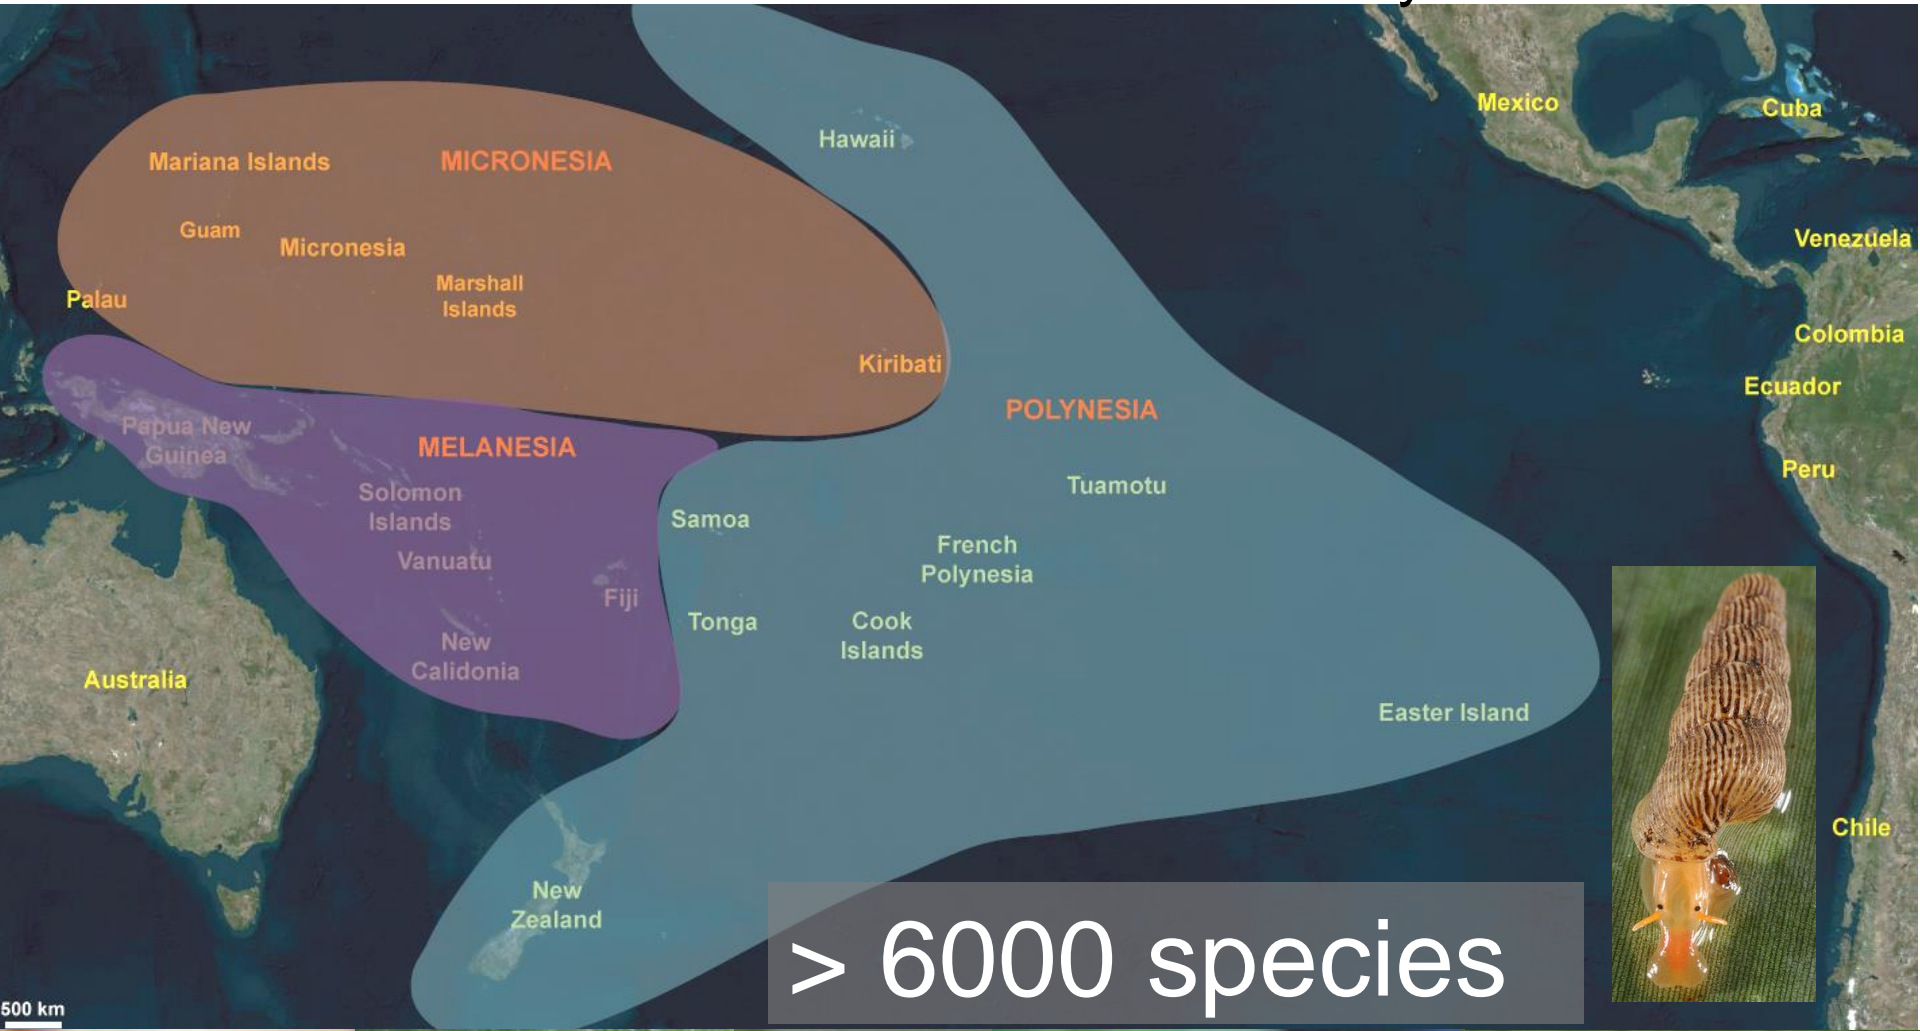 Mexico
Cuba
Hawaii
Mariana Islands
MICRONESIA
Guam
Micronesia
Venezuela
Marshall
Islands
Palau
Colombia
Kiribati
Ecuador
POLYNESIA
Papua New
Guinea
MELANESIA
Peru
Tuamotu
Solomon
Islands
Samoa
French
Polynesia
Vanuatu
Fiji
Tonga
Cook
Islands
New
Calidonia
Australia
Easter Island
Chile
New
Zealand
> 6000 species
500 km